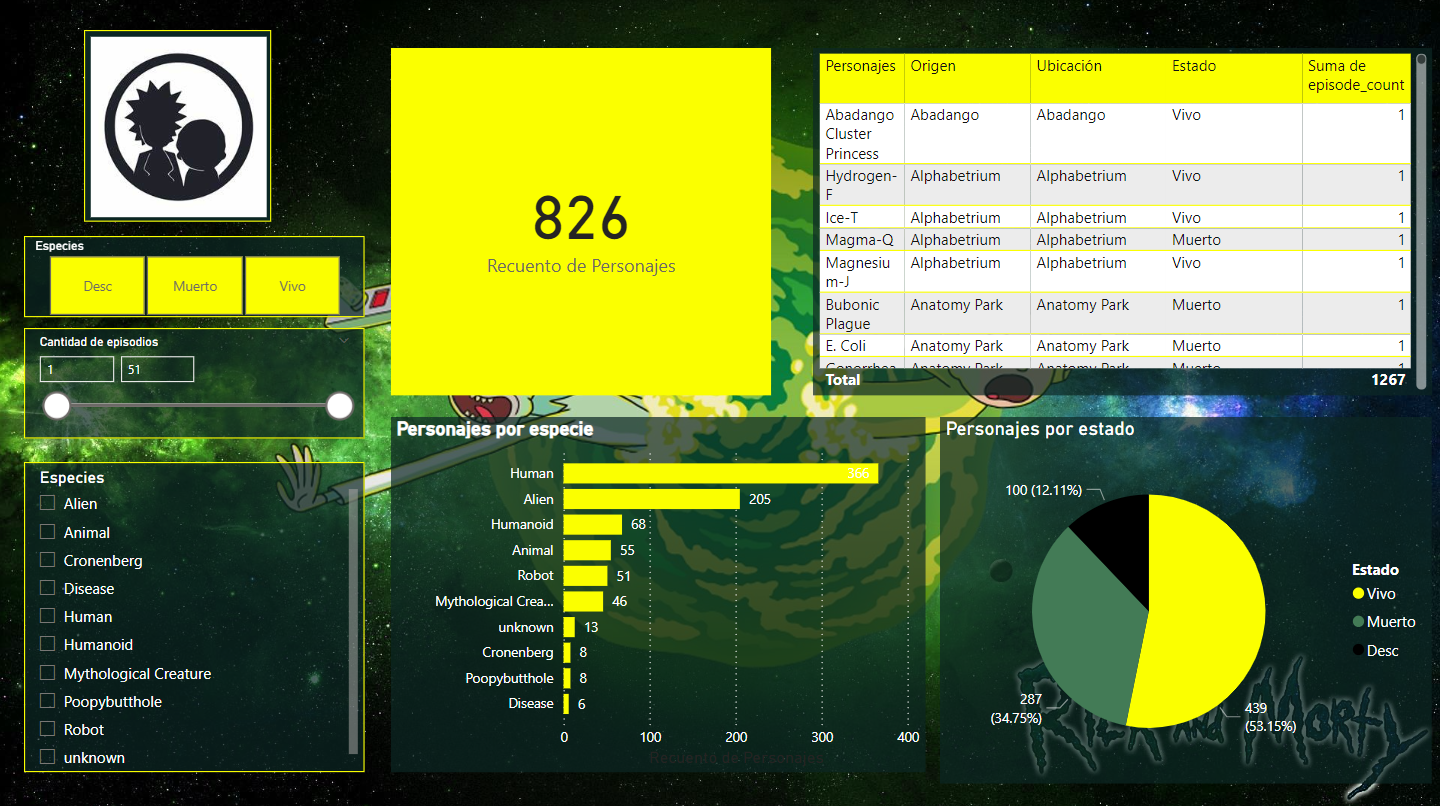 Especies
Desc
Muerto
Vivo
Cantidad de episodios
1
51
Especies
Alien
Animal
Cronenberg
Disease
Human
Humanoid
Mythological Creature
Poopybutthole
Robot
unknown
826
Recuento de Personajes
Personajes Origen Ubicación Estado Suma de
episode_count
Abadango Abadango Abadango Vivo 1
Cluster
Princess
Hydrogen- Alphabetrium Alphabetrium Vivo 1
F
Ice-T Alphabetrium Alphabetrium Vivo 1
Magma-Q Alphabetrium Alphabetrium Muerto 1
Magnesiu Alphabetrium Alphabetrium Vivo 1
m-J
Bubonic Anatomy Park Anatomy Park Muerto 1
Plague
E. Coli Anatomy Park Anatomy Park Muerto 1
Gonorrhea Anatomy Park Anatomy Park Muerto 1
Total 1267
Personajes por especie
Human 366
Alien 205
Humanoid 68
Animal 55
Robot 51
Mythological Crea... 46
unknown 13
Cronenberg 8
Poopybutthole 8
Disease 6
0 100 200 300 400
Recuento de Personajes
Personajes por estado
100 (12.11%)
287
(34.75%)
439
(53.15%)
Estado
Vivo
Muerto
Desc
Rick and Morty